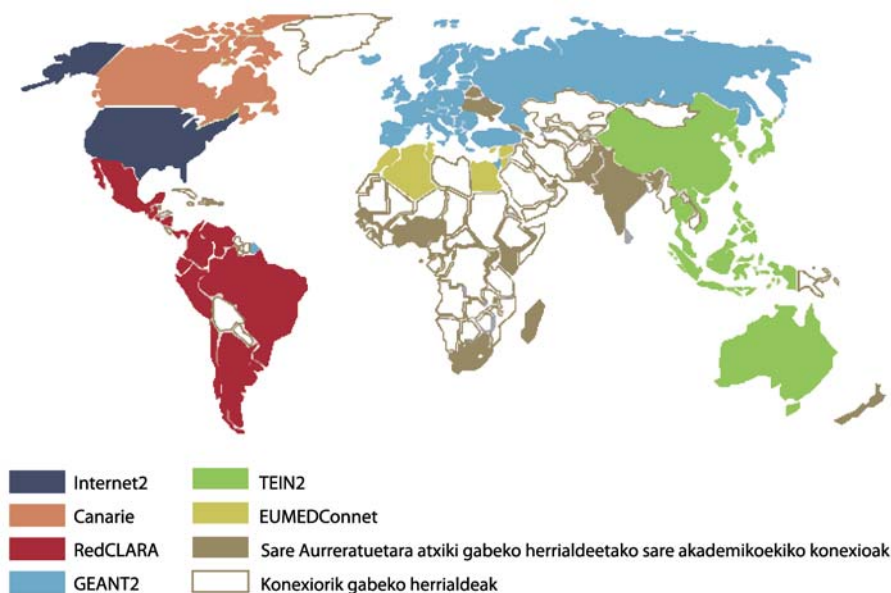 Internet2
Canarie
RedCLARA
GEANT2
TEIN2
EUMEDConnet
Sare Aurreratuetara atxiki gabeko herrialdeetako sare akademikoekiko konexioak
Konexiorik gabeko herrialdeak